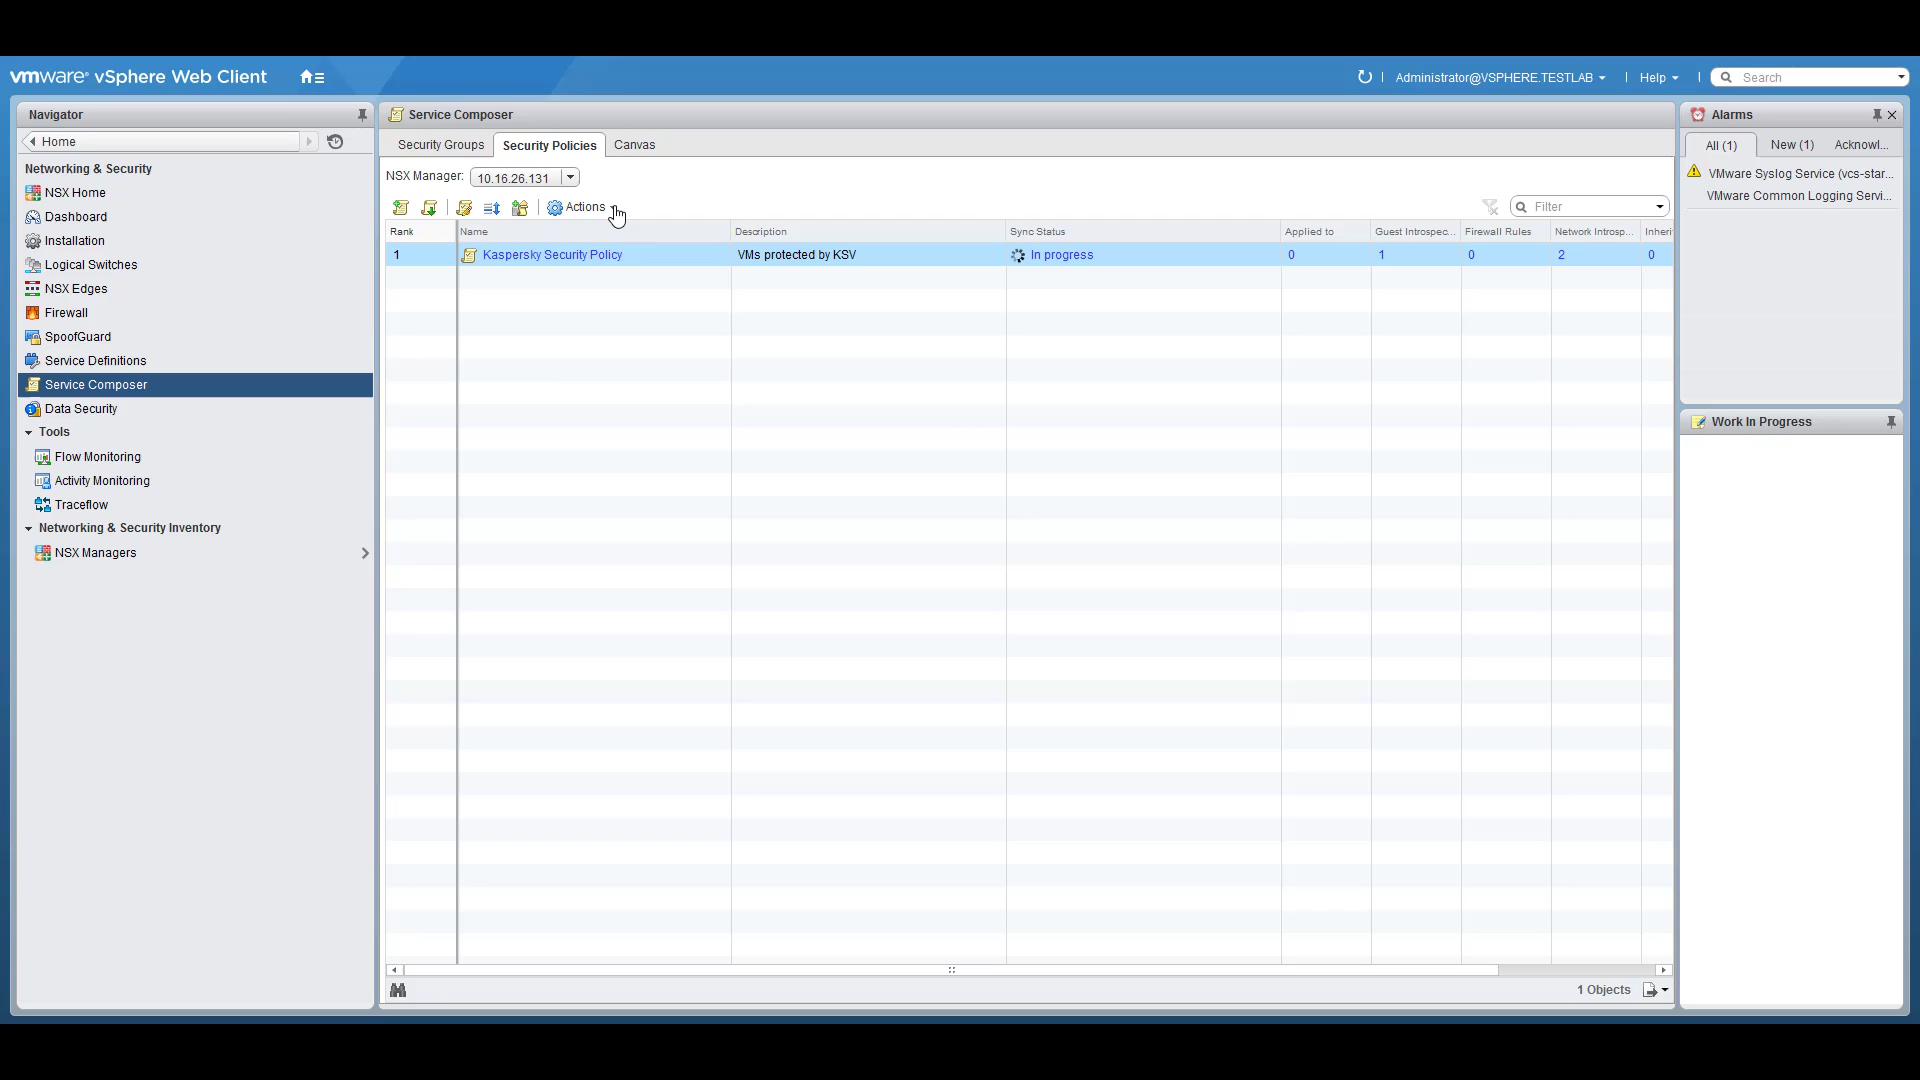 vmware® vSphere Web Client
Administrator@VSPHERE.TESTLAB
Help
Search
Navigator
Home
Networking & Security
NSX Home
Dashboard
Installation
Logical Switches
NSX Edges
Firewall
SpoofGuard
Service Definitions
Service Composer
Data Security
Tools
Flow Monitoring
Activity Monitoring
Traceflow
Networking & Security Inventory
NSX Managers
Service Composer
Security Groups
Security Policies
Canvas
NSX Manager: 10.16.26.131
Actions
Filter
Rank Name Description Sync Status Applied to Guest Introspec... Firewall Rules Network Introsp... Inheri
1 Kaspersky Security Policy VMs protected by KSV In progress 0 1 0 2 0
1 Objects
Alarms
All (1) New (1) Acknowl...
VMware Syslog Service (vcs-star...
VMware Common Logging Servi...
Work In Progress